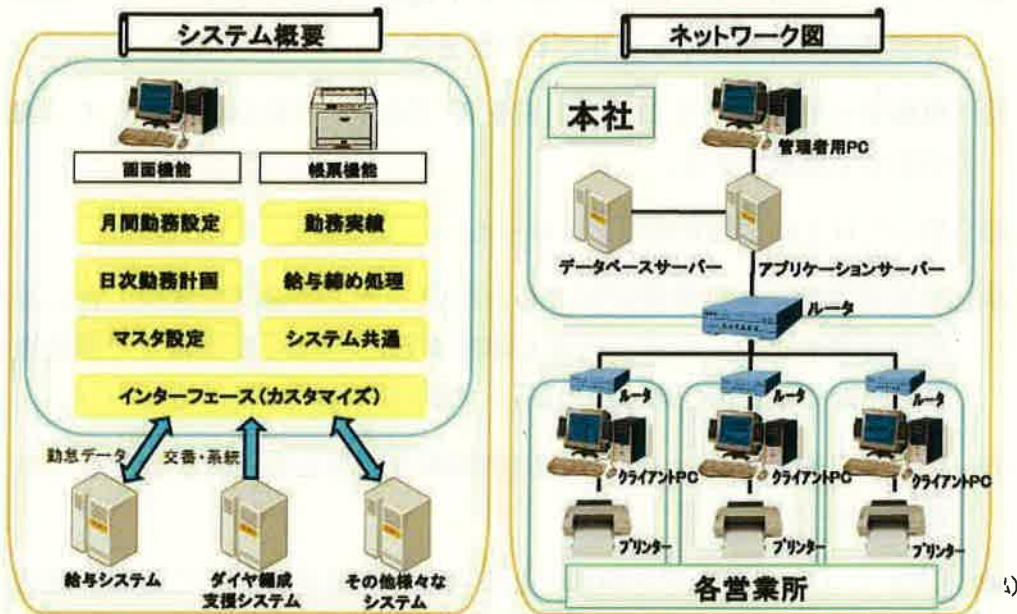 システム概要
画面機能
帳票機能
月間勤務設定
勤務実績
日次勤務計画
給与締め処理
マスタ設定
システム共通
インターフェース(カスタマイズ)
勤怠データ
交番・系統
給与システム
ダイヤ編成
支援システム
その他様々な
システム
ネットワーク図
本社
管理者用PC
データベースサーバー
アプリケーションサーバー
ルータ
ルータ
ルータ
ルータ
クライアントPC
クライアントPC
クライアントPC
プリンター
プリンター
プリンター
各営業所